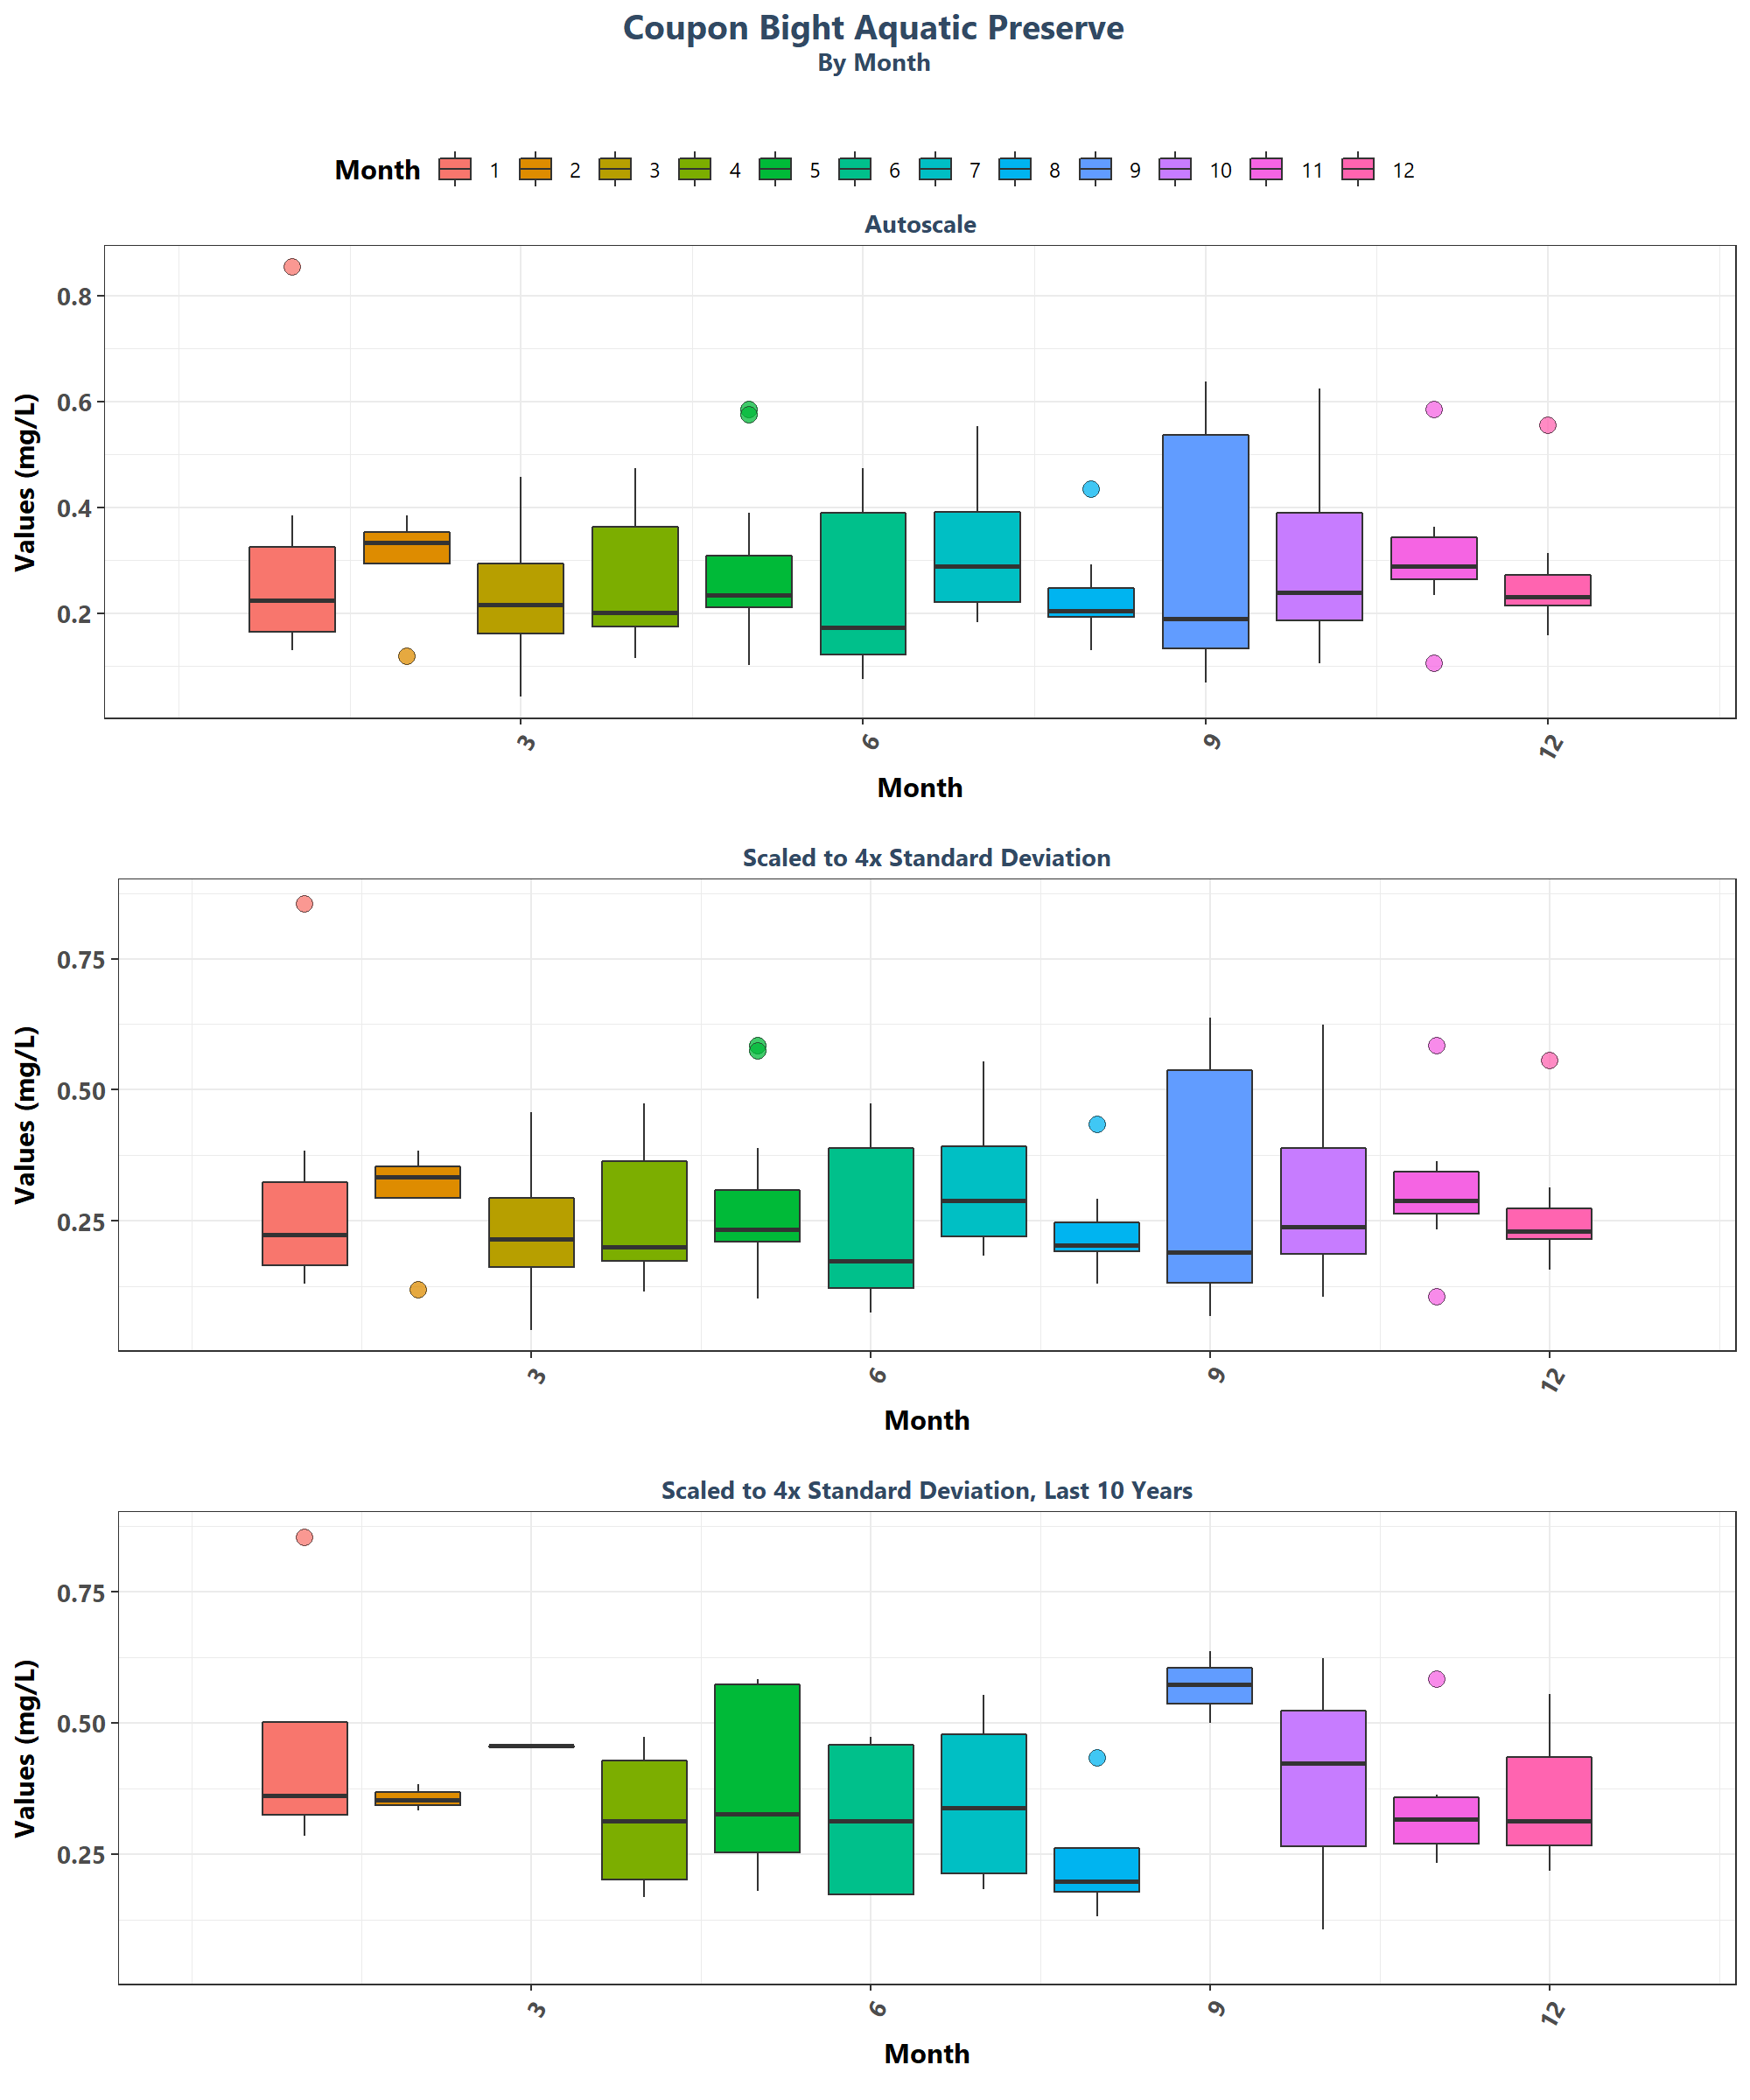 Coupon Bight Aquatic Preserve
By Month
Month 1 2 3 4 5 6 7 8 9 10 11 12
Autoscale
Values (mg/L)
0.8
0.6
0.4
0.2
3 6 9 12
Month
Scaled to 4x Standard Deviation
Values (mg/L)
0.75
0.50
0.25
3 6 9 12
Month
Scaled to 4x Standard Deviation, Last 10 Years
Values (mg/L)
0.75
0.50
0.25
3 6 9 12
Month